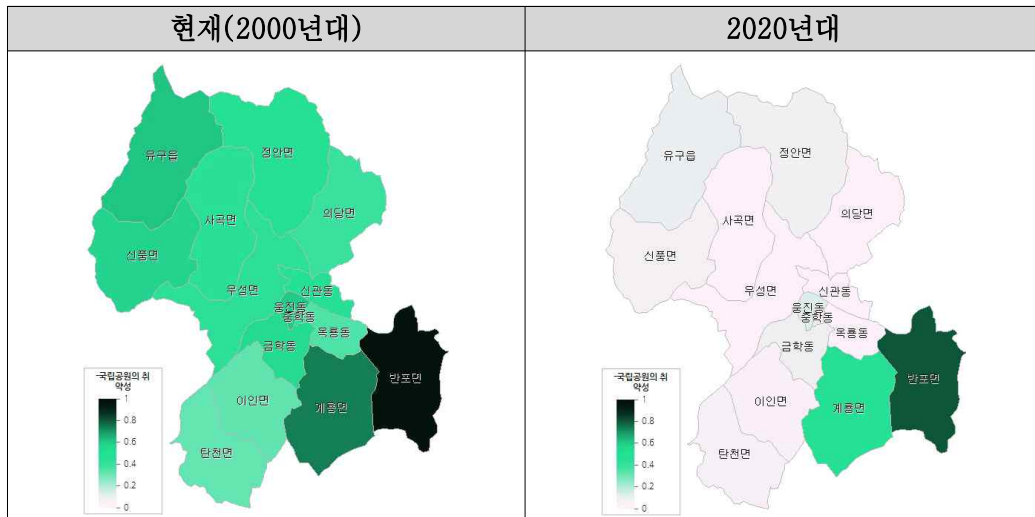 현재(2000년대)
2020년대
유구읍
정안면
사곡면
의당면
신풍면
우성면
신관동
웅진동
중학동
옥룡동
금학동
반포면
이인면
계룡면
탄천면
-국립공원의 취
약성
1
0.8
0.6
0.4
0.2
0
유구읍
정안면
사곡면
의당면
신풍면
우성면
신관동
웅진동
중학동
옥룡동
금학동
반포면
이인면
계룡면
탄천면
-국립공원의 취
약성
1
0.8
0.6
0.4
0.2
0